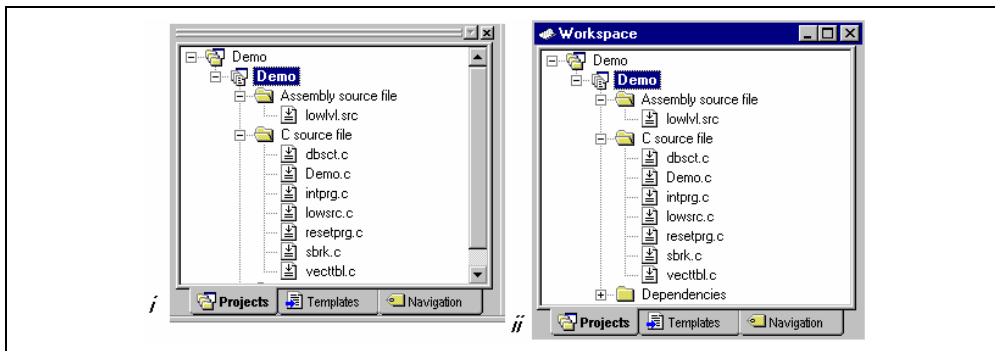 Demo
Demo
Assembly source file
lowlvl.src
C source file
dbsct.c
Demo.c
intprg.c
lowsrc.c
resetprg.c
sbrk.c
vecttbl.c
Projects Templates Navigation
i
Workspace
Demo
Demo
Assembly source file
lowlvl.src
C source file
dbsct.c
Demo.c
intprg.c
lowsrc.c
resetprg.c
sbrk.c
vecttbl.c
Dependencies
Projects Templates Navigation
ii